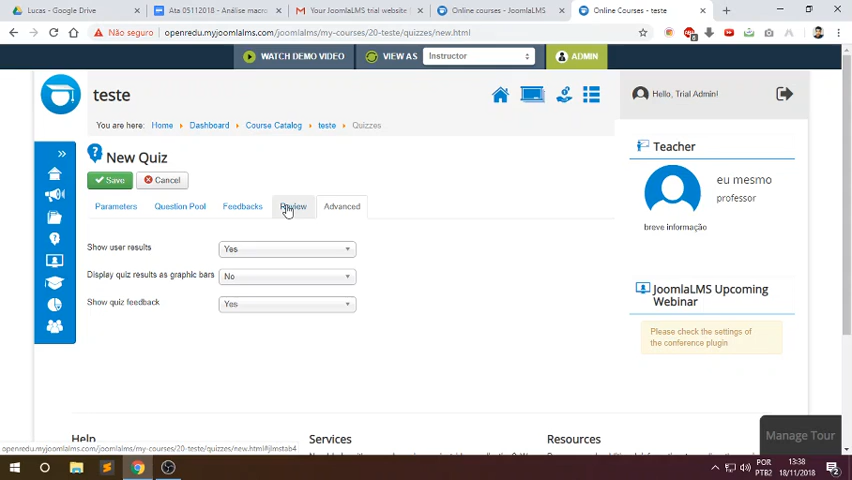 Lucas - Google Drive
Ata 05112018 - Análise macro
Your JoomlaLMS trial website
Online courses - JoomlaLMS
Online Courses - teste
Não seguro
openredu.myjoomlalms.com/joomlalms/my-courses/20-teste/quizzes/new.html
WATCH DEMO VIDEO
VIEW AS
Instructor
ADMIN
teste
Hello, Trial Admin!
You are here:
Home
Dashboard
Course Catalog
teste
Quizzes
New Quiz
Save
Cancel
Parameters
Question Pool
Feedbacks
Review
Advanced
Show user results
Yes
Display quiz results as graphic bars
No
Show quiz feedback
Yes
Teacher
eu mesmo
professor
breve informação
JoomlaLMS Upcoming
Webinar
Please check the settings of
the conference plugin
Help
Services
Resources
Manage Tour
openredu.myjoomlalms.com/joomlalms/my-courses/20-teste/quizzes/new.html#jlmstab4
POR
PTB2
13:38
18/11/2018